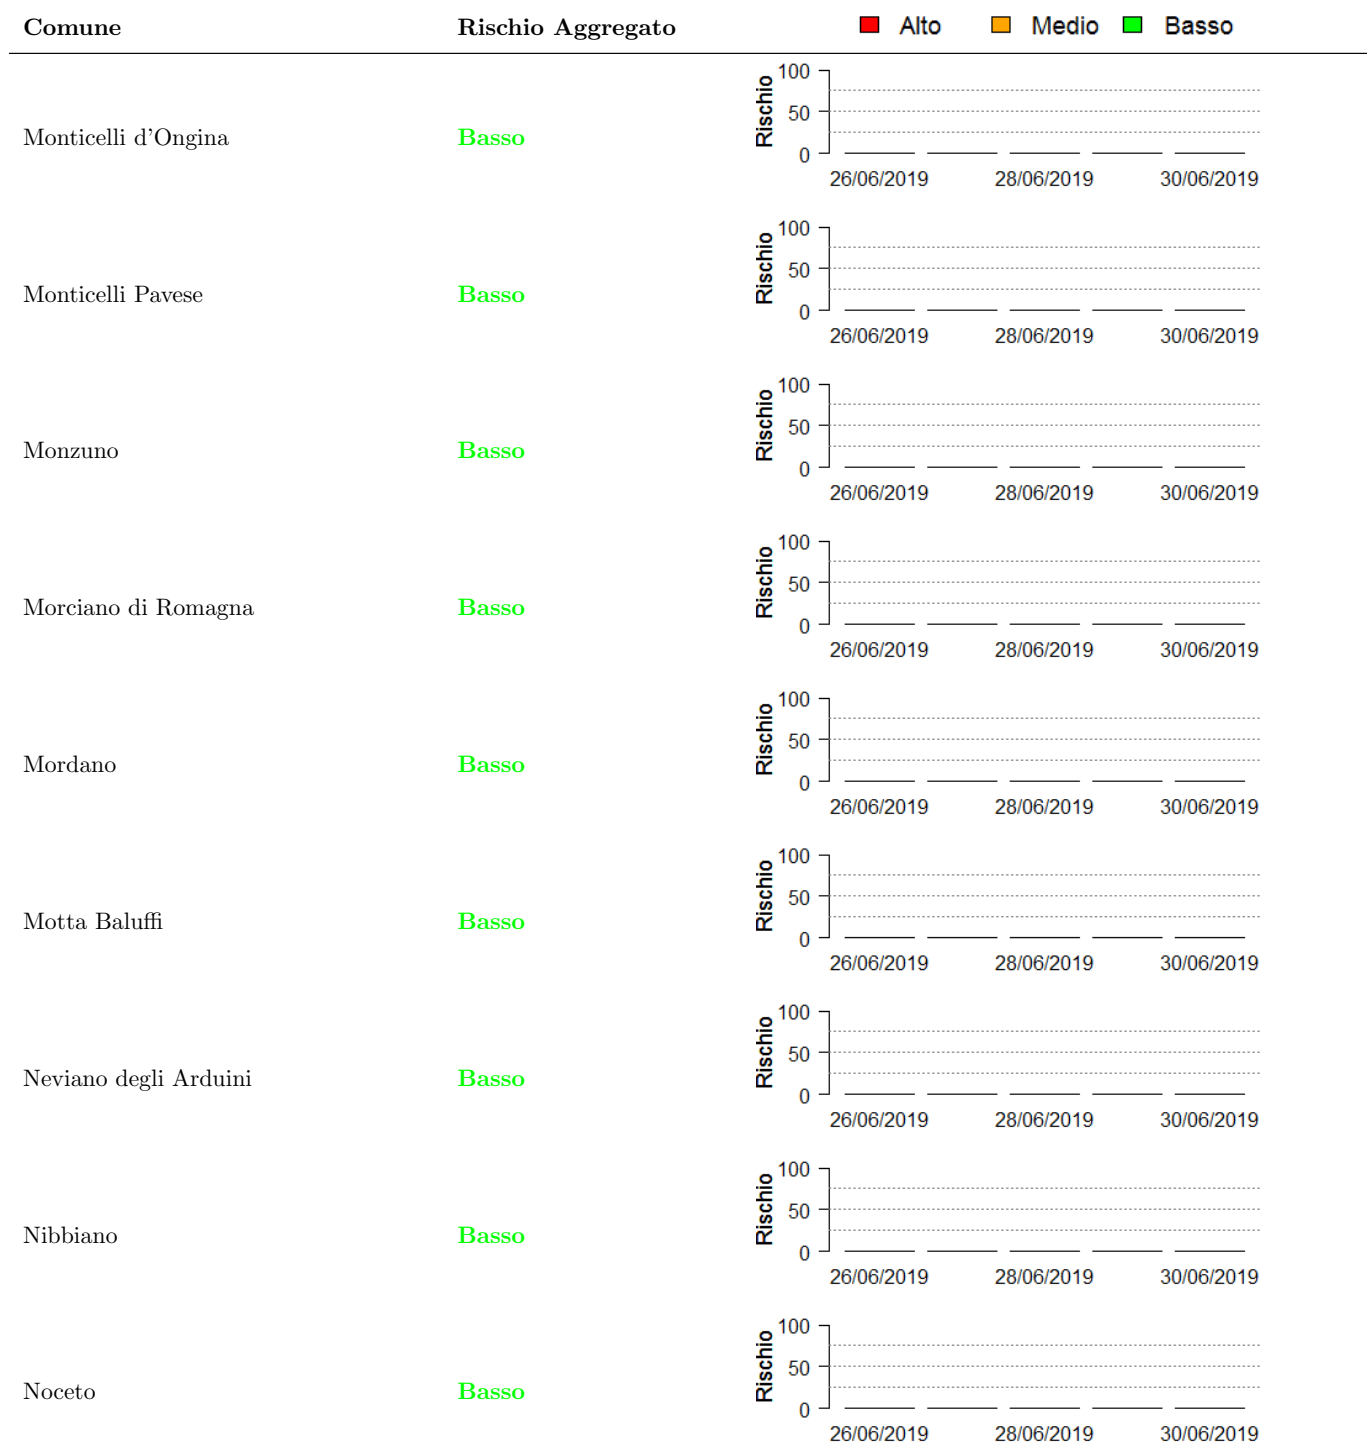 Comune Rischio Aggregato Alto Medio Basso
100
50
0
Rischio
Monticelli d'Ongina Basso
26/06/2019 28/06/2019 30/06/2019
100
50
0
Rischio
Monticelli Pavese Basso
26/06/2019 28/06/2019 30/06/2019
100
50
0
Rischio
Monzuno Basso
26/06/2019 28/06/2019 30/06/2019
100
50
0
Rischio
Morciano di Romagna Basso
26/06/2019 28/06/2019 30/06/2019
100
50
0
Rischio
Mordano Basso
26/06/2019 28/06/2019 30/06/2019
100
50
0
Rischio
Motta Baluffi Basso
26/06/2019 28/06/2019 30/06/2019
100
50
0
Rischio
Neviano degli Arduini Basso
26/06/2019 28/06/2019 30/06/2019
100
50
0
Rischio
Nibbiano Basso
26/06/2019 28/06/2019 30/06/2019
100
50
0
Rischio
Noceto Basso
26/06/2019 28/06/2019 30/06/2019